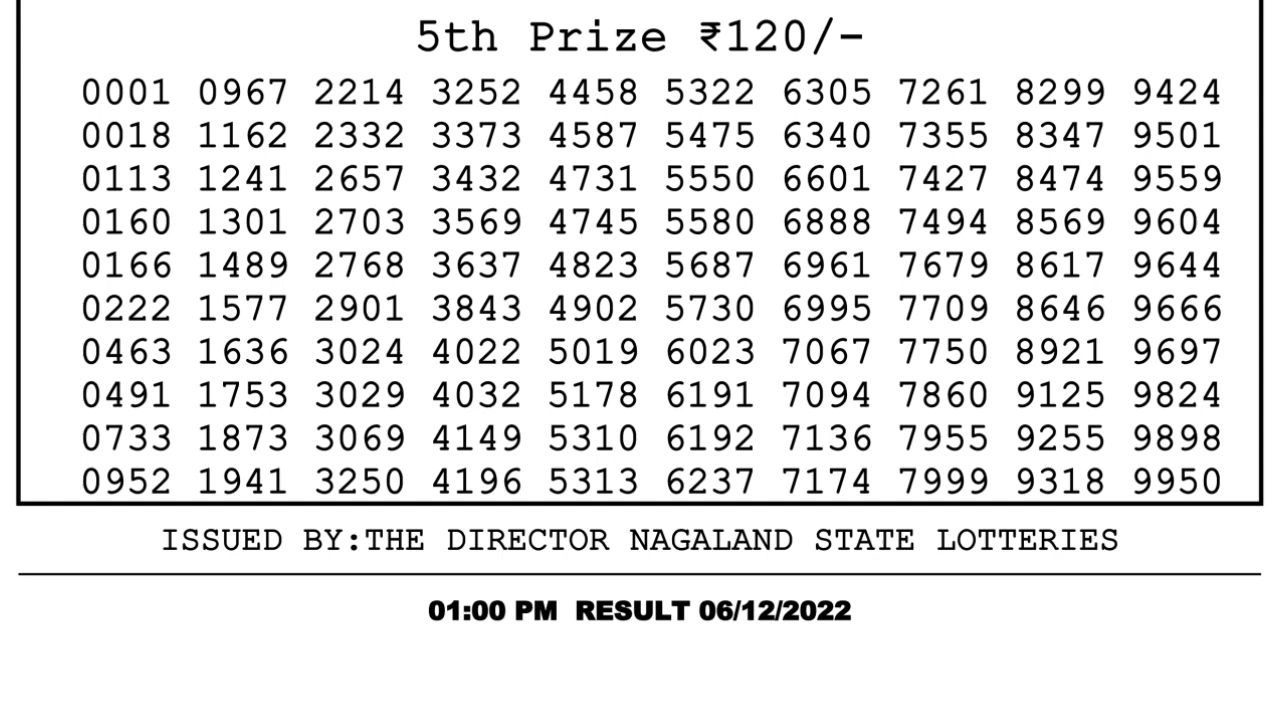 5th Prize ₹120/-
0001 0967 2214 3252 4458 5322 6305 7261 8299 9424
0018 1162 2332 3373 4587 5475 6340 7355 8347 9501
0113 1241 2657 3432 4731 5550 6601 7427 8474 9559
0160 1301 2703 3569 4745 5580 6888 7494 8569 9604
0166 1489 2768 3637 4823 5687 6961 7679 8617 9644
0222 1577 2901 3843 4902 5730 6995 7709 8646 9666
0463 1636 3024 4022 5019 6023 7067 7750 8921 9697
0491 1753 3029 4032 5178 6191 7094 7860 9125 9824
0733 1873 3069 4149 5310 6192 7136 7955 9255 9898
0952 1941 3250 4196 5313 6237 7174 7999 9318 9950
ISSUED BY:THE DIRECTOR NAGALAND STATE LOTTERIES
01:00 PM RESULT 06/12/2022